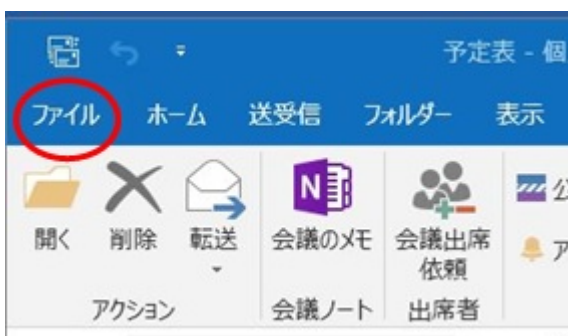 予定表 - 個
ファイル ホーム 送受信 フォルダー 表示
開く 削除 転送 会議のメモ 会議出席
依頼
公
ア
アクション 会議ノート 出席者